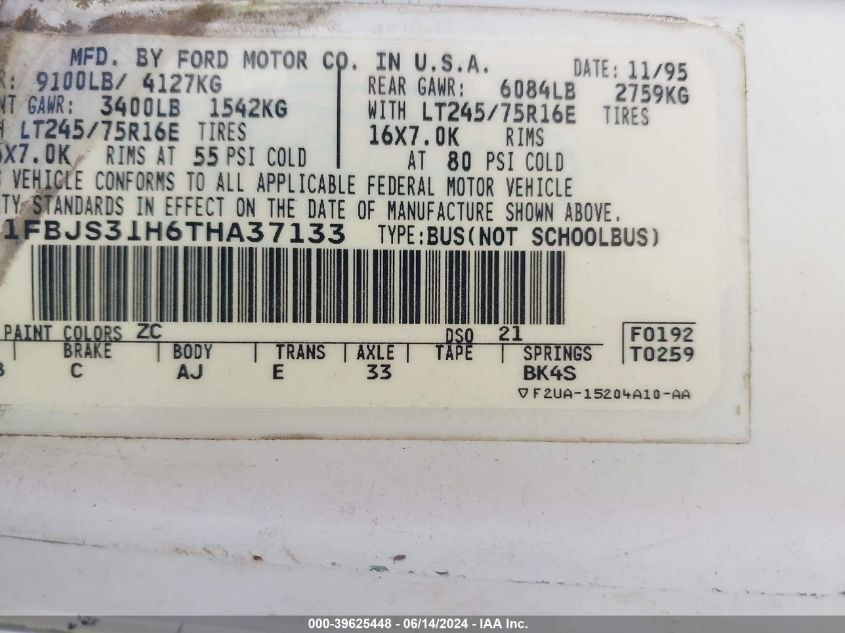 MFD. BY FORD MOTOR CO. IN U.S.A.
DATE: 11/95
R: 9100LB/ 4127KG
NT GAWR: 3400LB 1542KG
H LT245/75R16E TIRES
6X7.0K RIMS AT 55 PSI COLD
REAR GAWR: 6084LB 2759KG
WITH LT245/75R16E TIRES
16X7.0K RIMS
AT 80 PSI COLD
S VEHICLE CONFORMS TO ALL APPLICABLE FEDERAL MOTOR VEHICLE
TY STANDARDS IN EFFECT ON THE DATE OF MANUFACTURE SHOWN ABOVE.
1FBJS31H6THA37133 TYPE:BUS(NOT SCHOOLBUS)
PAINT COLORS ZC DSO 21 F0192
BRAKE BODY TRANS AXLE TAPE SPRINGS T0259
C AJ E 33 BK4S
▽F2UA-15204A10-AA
000-39625448 - 06/14/2024 - IAA Inc.